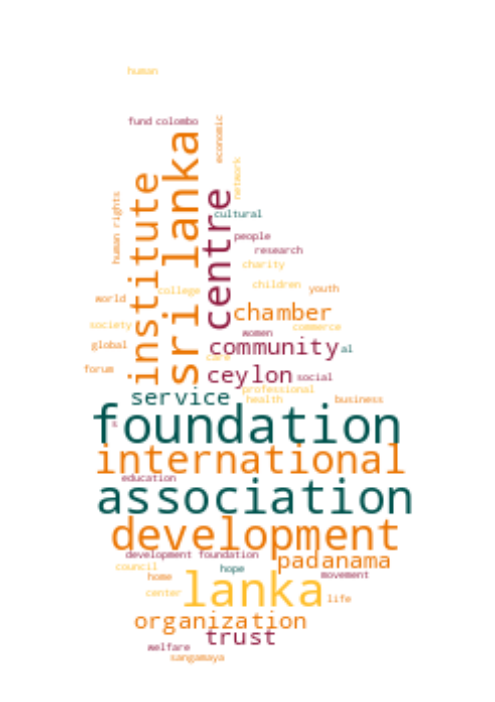 human
fund colombo
economic
sri lanka
network
institute
centre
human rights
cultural
people
research
charity
children
youth
college
world
chamber
society
commerce
women
global
community
al
care
forum
ceylon
social
professional
service
health
business
foundation
international
education
association
development
development foundation
padanama
council
hope
movement
home
lanka
center
life
organization
trust
welfare
sangamaya